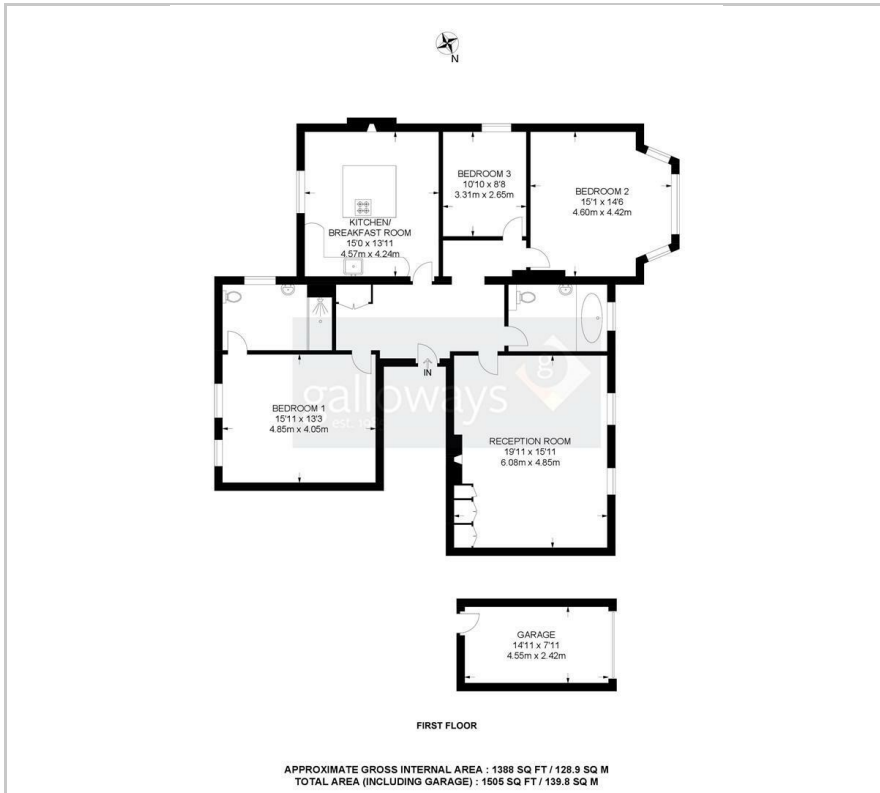 N
BEDROOM 3
10'10 x 8'8
3.31m x 2.65m
BEDROOM 2
15'1 x 14'6
4.60m x 4.42m
KITCHEN/
BREAKFAST ROOM
15'0 x 13'11
4.57m x 4.24m
IN
g
galloways
est.
BEDROOM 1
15'11 x 13'3
4.85m x 4.05m
RECEPTION ROOM
19'11 x 15'11
6.08m x 4.85m
GARAGE
14'11 x 7'11
4.55m x 2.42m
FIRST FLOOR
APPROXIMATE GROSS INTERNAL AREA : 1388 SQ FT / 128.9 SQ M
TOTAL AREA (INCLUDING GARAGE) : 1505 SQ FT / 139.8 SQ M